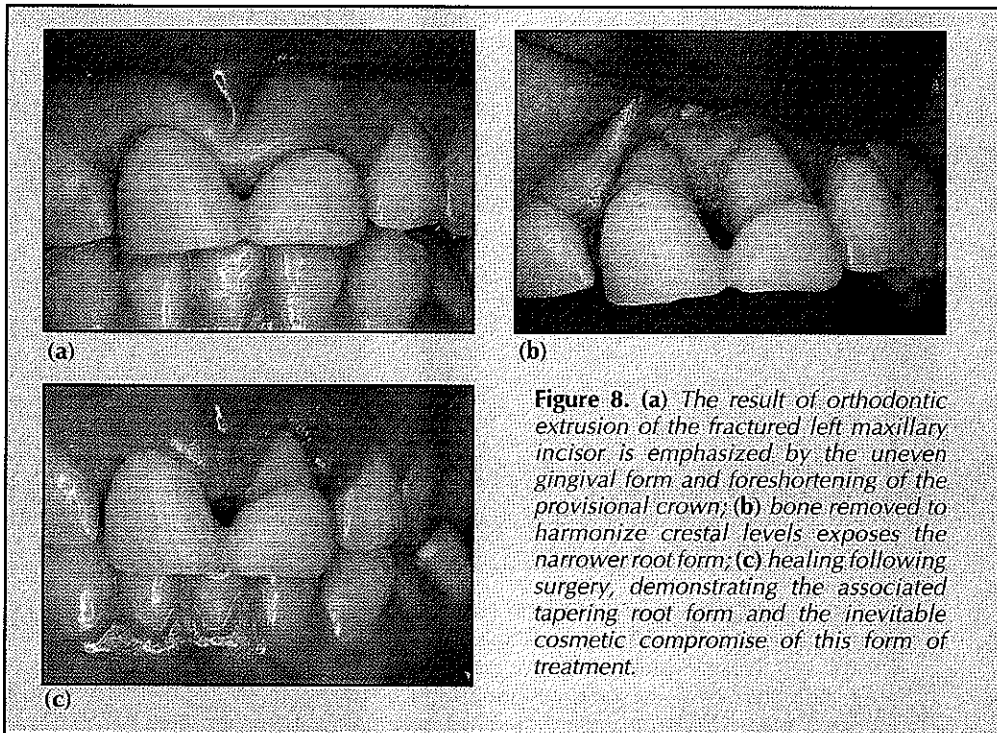 (a)
(b)
(c)
Figure 8. (a) The result of orthodontic
extrusion of the fractured left maxillary
incisor is emphasized by the uneven
gingival form and foreshortening of the
provisional crown; (b) bone removed to
harmonize crestal levels exposes the
narrower root form; (c) healing following
surgery, demonstrating the associated
tapering root form and the inevitable
cosmetic compromise of this form of
treatment.